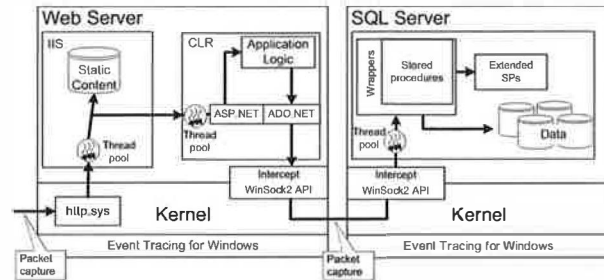 Web Server
IIS
Static
Content
Thread
pool
CLR
Application
Logic
Thread
pool
ASP.NET
ADO.NET
Intercept
WinSock2 API
http.sys
Kernel
Event Tracing for Windows
Packet
capture
SQL Server
Wrappers
Stored
procedures
Extended
SPs
Thread
pool
Data
Intercept
WinSock2 API
Kernel
Event Tracing for Windows
Packet
capture